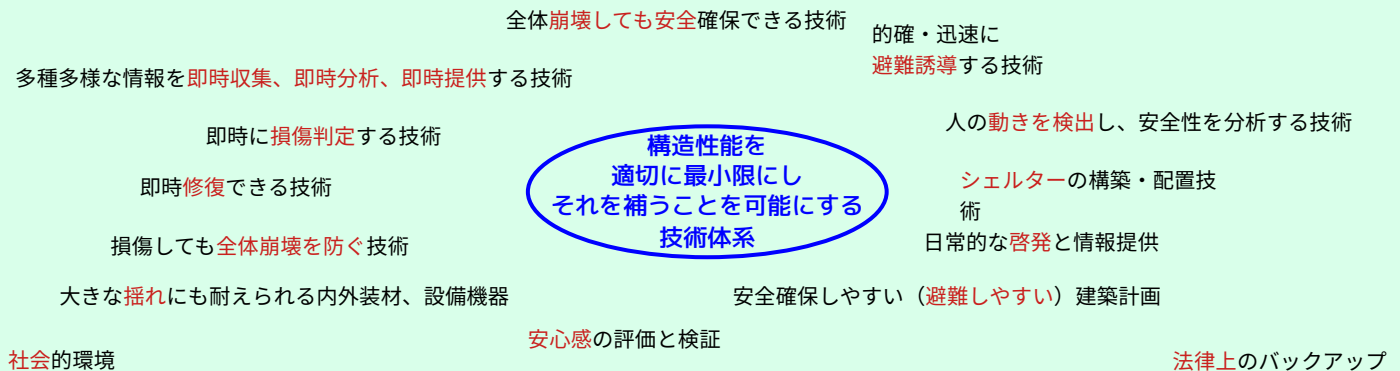 全体崩壊しても安全確保できる技術
的確・迅速に
避難誘導する技術
多種多様な情報を即時収集、即時分析、即時提供する技術
人の動きを検出し、安全性を分析する技術
即時に損傷判定する技術
構造性能を
適切に最小限にし
それを補うことを可能にする
技術体系
即時修復できる技術
シェルターの構築・配置技
術
損傷しても全体崩壊を防ぐ技術
日常的な啓発と情報提供
大きな揺れにも耐えられる内外装材、設備機器
安全確保しやすい（避難しやすい）建築計画
安心感の評価と検証
社会的環境
法律上のバックアップ